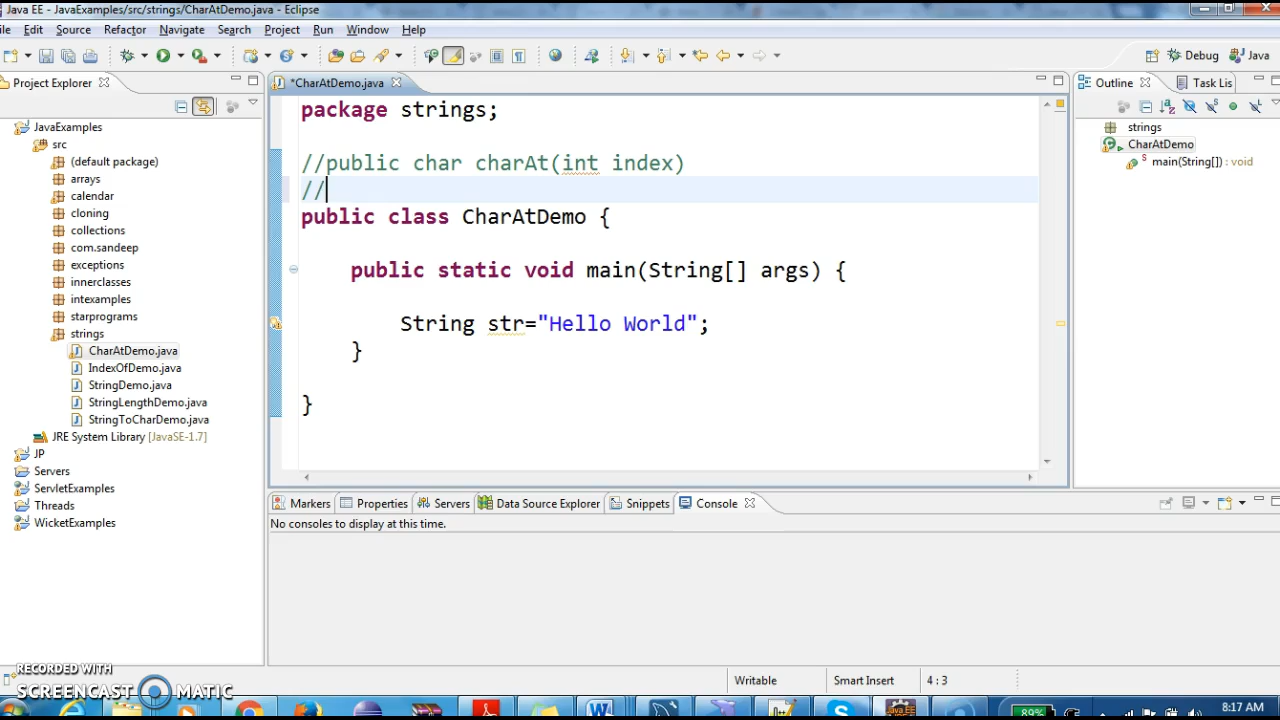 Java EE - JavaExamples/src/strings/CharAtDemo.java - Eclipse
Edit Source Refactor Navigate Search Project Run Window Help
Debug Java
Project Explorer
*CharAtDemo.java
Outline
Task Lis
JavaExamples
src
(default package)
arrays
calendar
cloning
collections
com.sandeep
exceptions
innerclasses
intexamples
starprograms
strings
CharAtDemo.java
IndexOfDemo.java
StringDemo.java
StringLengthDemo.java
StringToCharDemo.java
JRE System Library [JavaSE-1.7]
JP
Servers
ServletExamples
Threads
WicketExamples
package strings;
//public char charAt(int index)
//
public class CharAtDemo {
public static void main(String[] args) {
String str="Hello World";
}
}
strings
CharAtDemo
main(String[]) : void
Markers Properties Servers Data Source Explorer Snippets Console
No consoles to display at this time.
Writable Smart Insert 4 : 3
RECORDED WITH
SCREENCAST MATIC
89%
8:17 AM